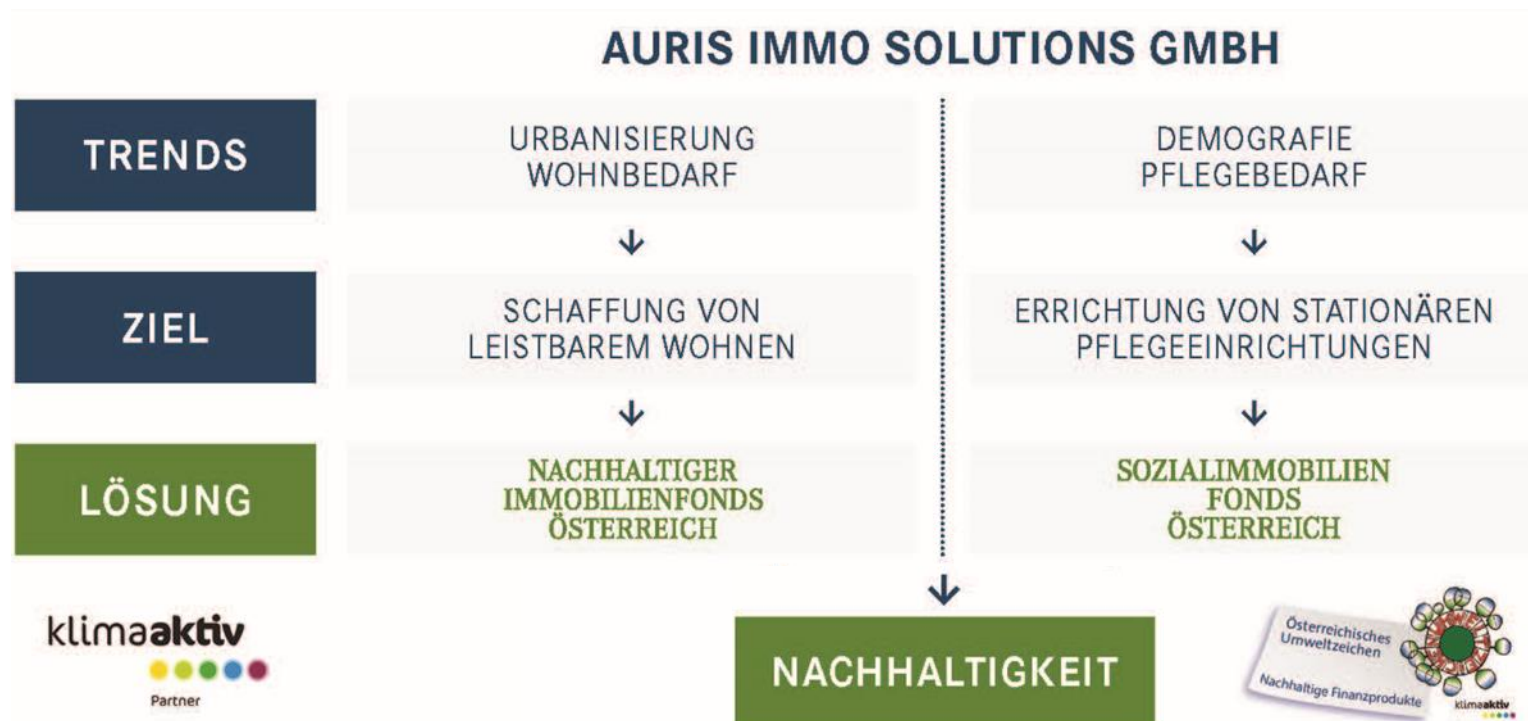 AURIS IMMO SOLUTIONS GMBH
TRENDS
URBANISIERUNG
WOHNBEDARF
DEMOGRAFIE
PFLEGEBEDARF
ZIEL
SCHAFFUNG VON
LEISTBAREM WOHNEN
ERRICHTUNG VON STATIONÄREN
PFLEGEEINRICHTUNGEN
LÖSUNG
NACHHALTIGER
IMMOBILIENFONDS
ÖSTERREICH
SOZIALIMMOBILIEN
FONDS
ÖSTERREICH
klimaaktiv
Partner
NACHHALTIGKEIT
Österreichisches
Umweltzeichen
Nachhaltige Finanzprodukte
UMWELTZEICHEN
klimaaktiv